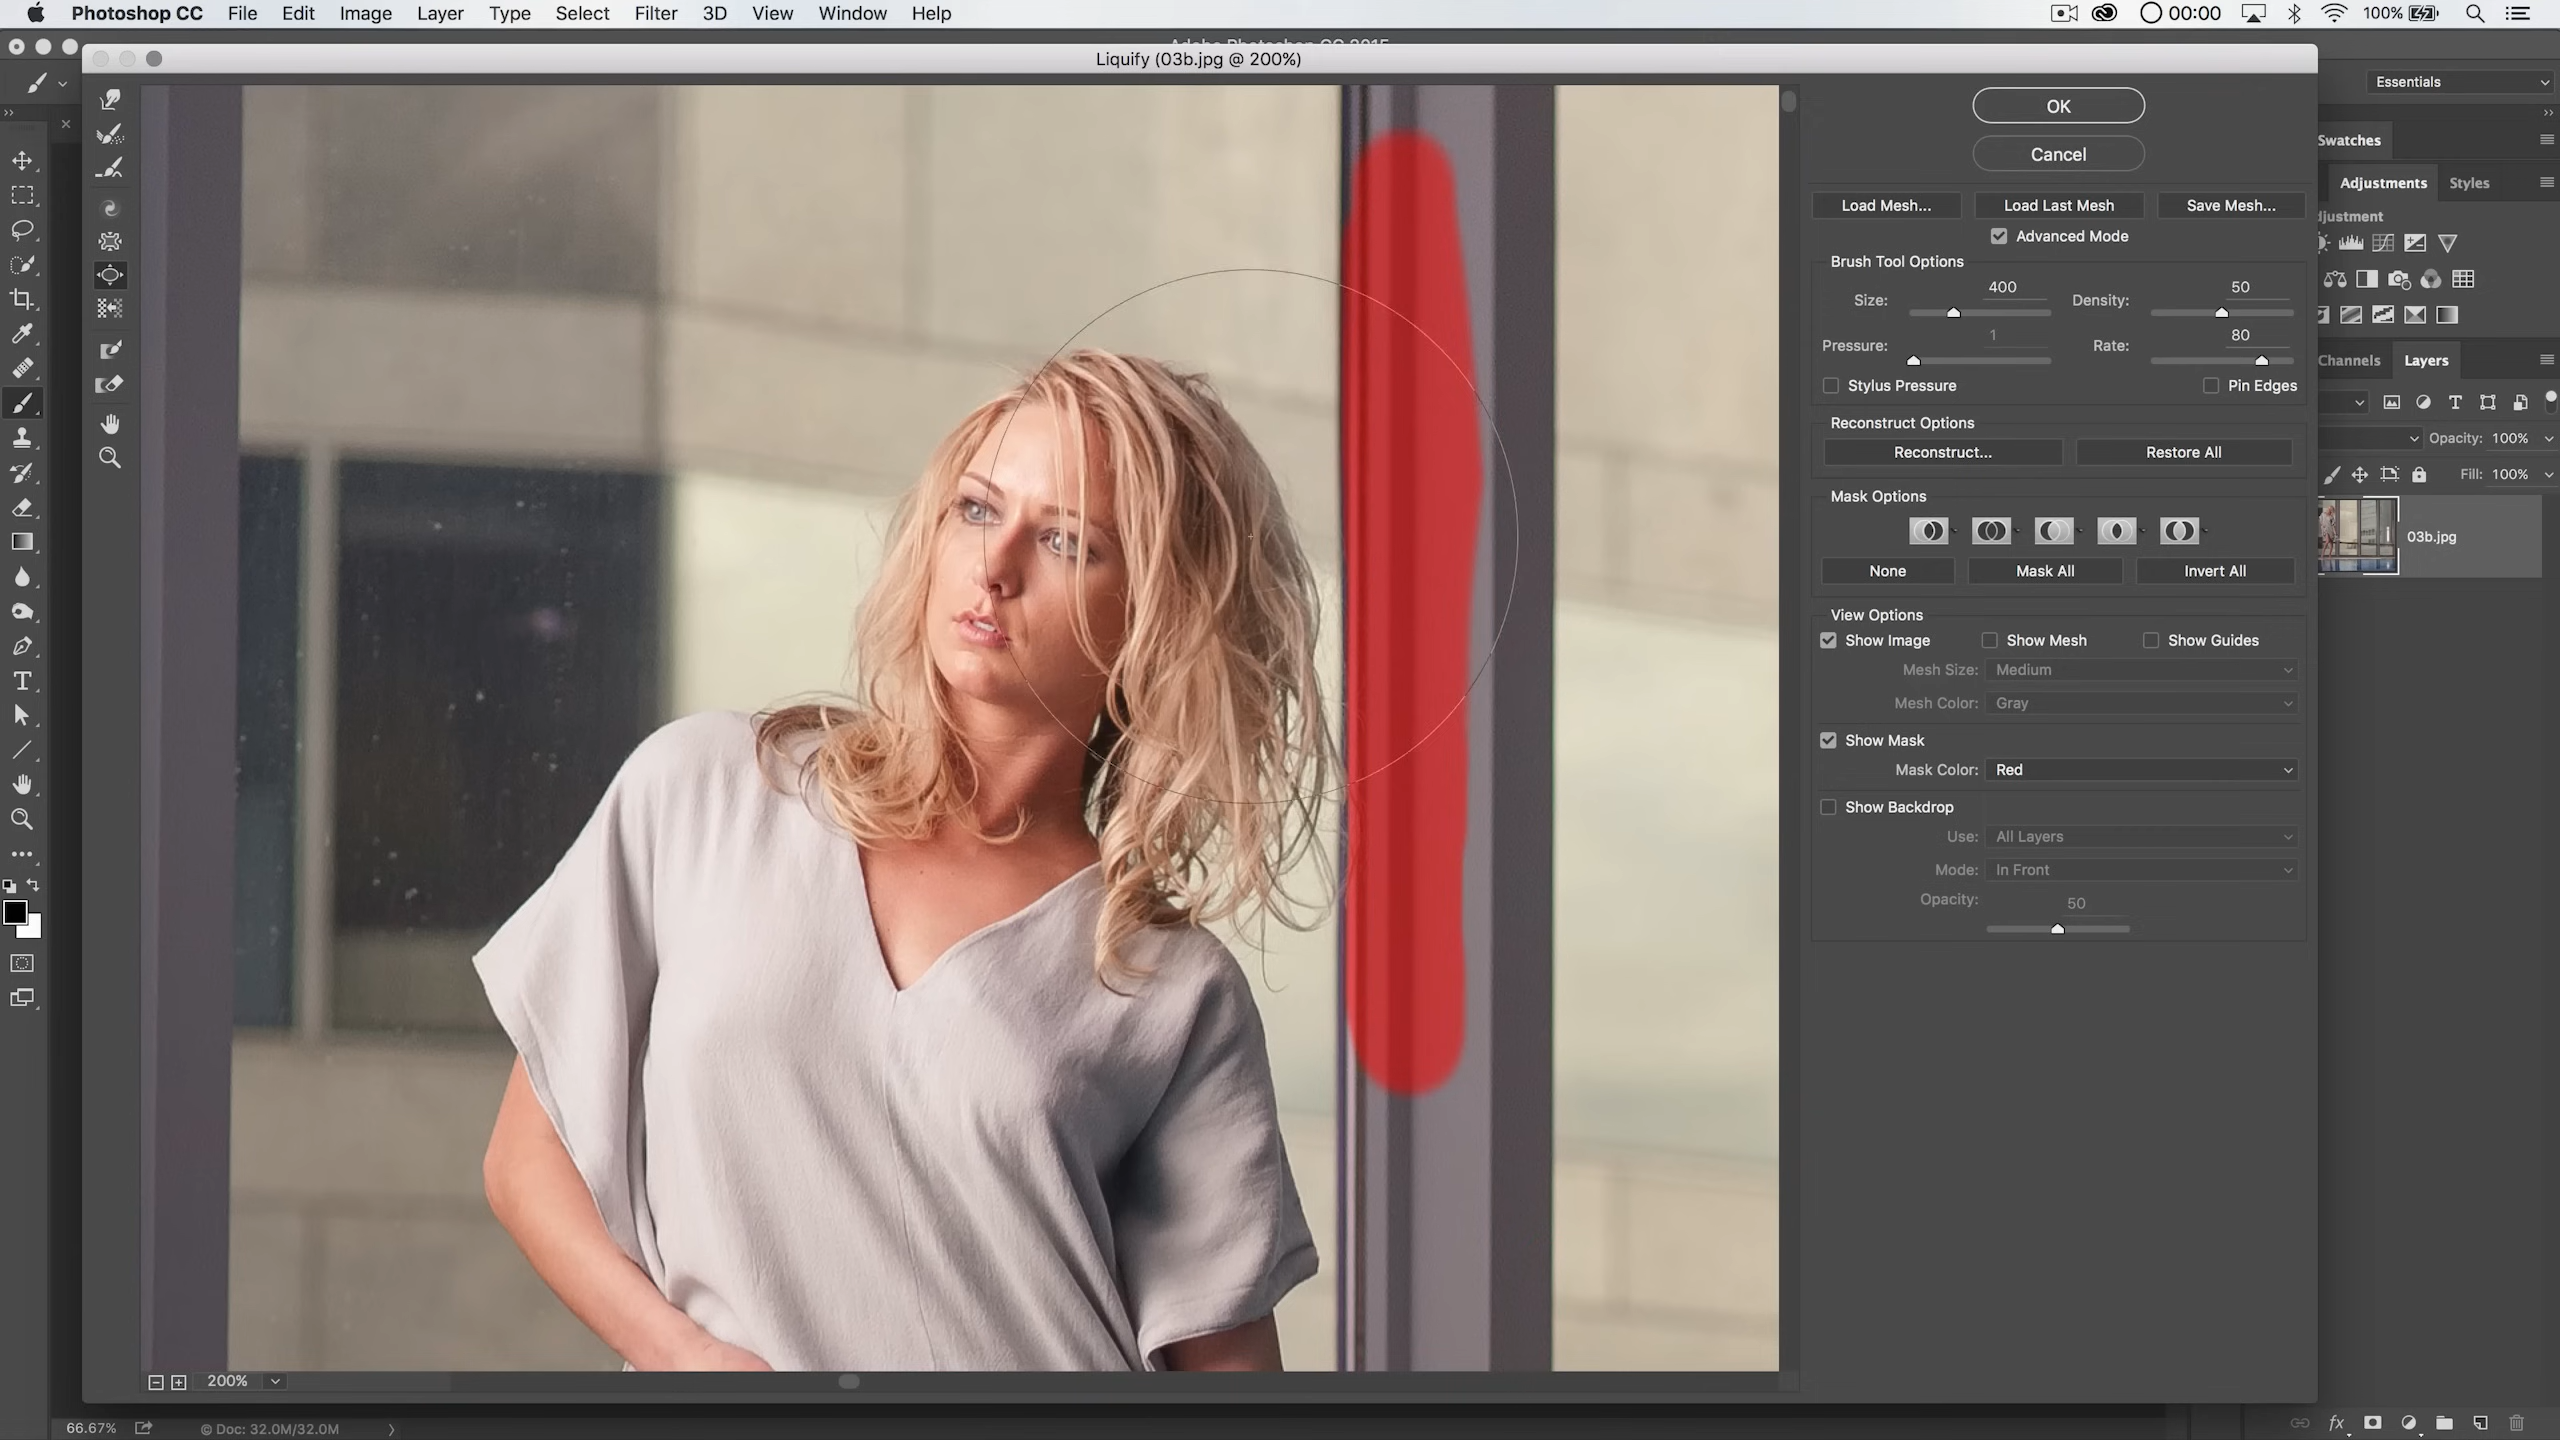 Photoshop CC File Edit Image Layer Type Select Filter 3D View Window Help 00:00 100%
Adobe Photoshop CC 2015
Liquify (03b.jpg @ 200%)
Essentials
OK
Cancel
Swatches
Adjustments Styles
Load Mesh... Load Last Mesh Save Mesh...
Advanced Mode
Brush Tool Options
Size: 400 Density: 50
Pressure: 1 Rate: 80
Stylus Pressure Pin Edges
Channels Layers
Reconstruct Options
Reconstruct... Restore All
Opacity: 100%
Fill: 100%
Mask Options
None Mask All Invert All
03b.jpg
View Options
Show Image Show Mesh Show Guides
Mesh Size: Medium
Mesh Color: Gray
Show Mask
Mask Color: Red
Show Backdrop
Use: All Layers
Mode: In Front
Opacity: 50
200%
66.67% © Doc: 32.0M/32.0M
fx